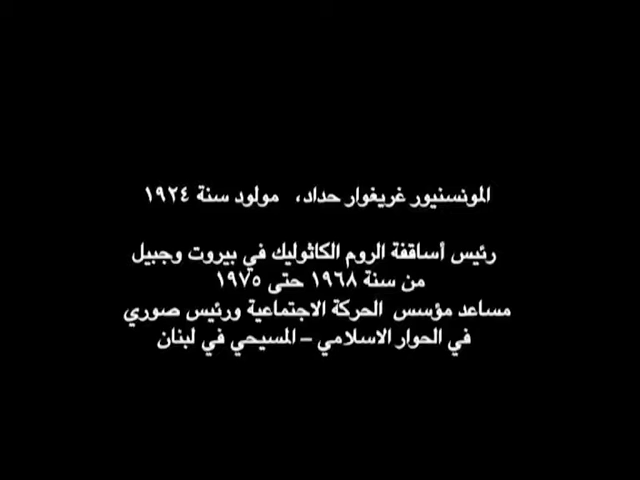 المونسنيور غريغوار حداد، مولود سنة ١٩٢٤
رئيس أساقفة الروم الكاثوليك في بيروت وجبيل
من سنة ١٩٦٨ حتى ١٩٧٥
مساعد مؤسس الحركة الاجتماعية ورئيس صوري
في الحوار الاسلامي – المسيحي في لبنان